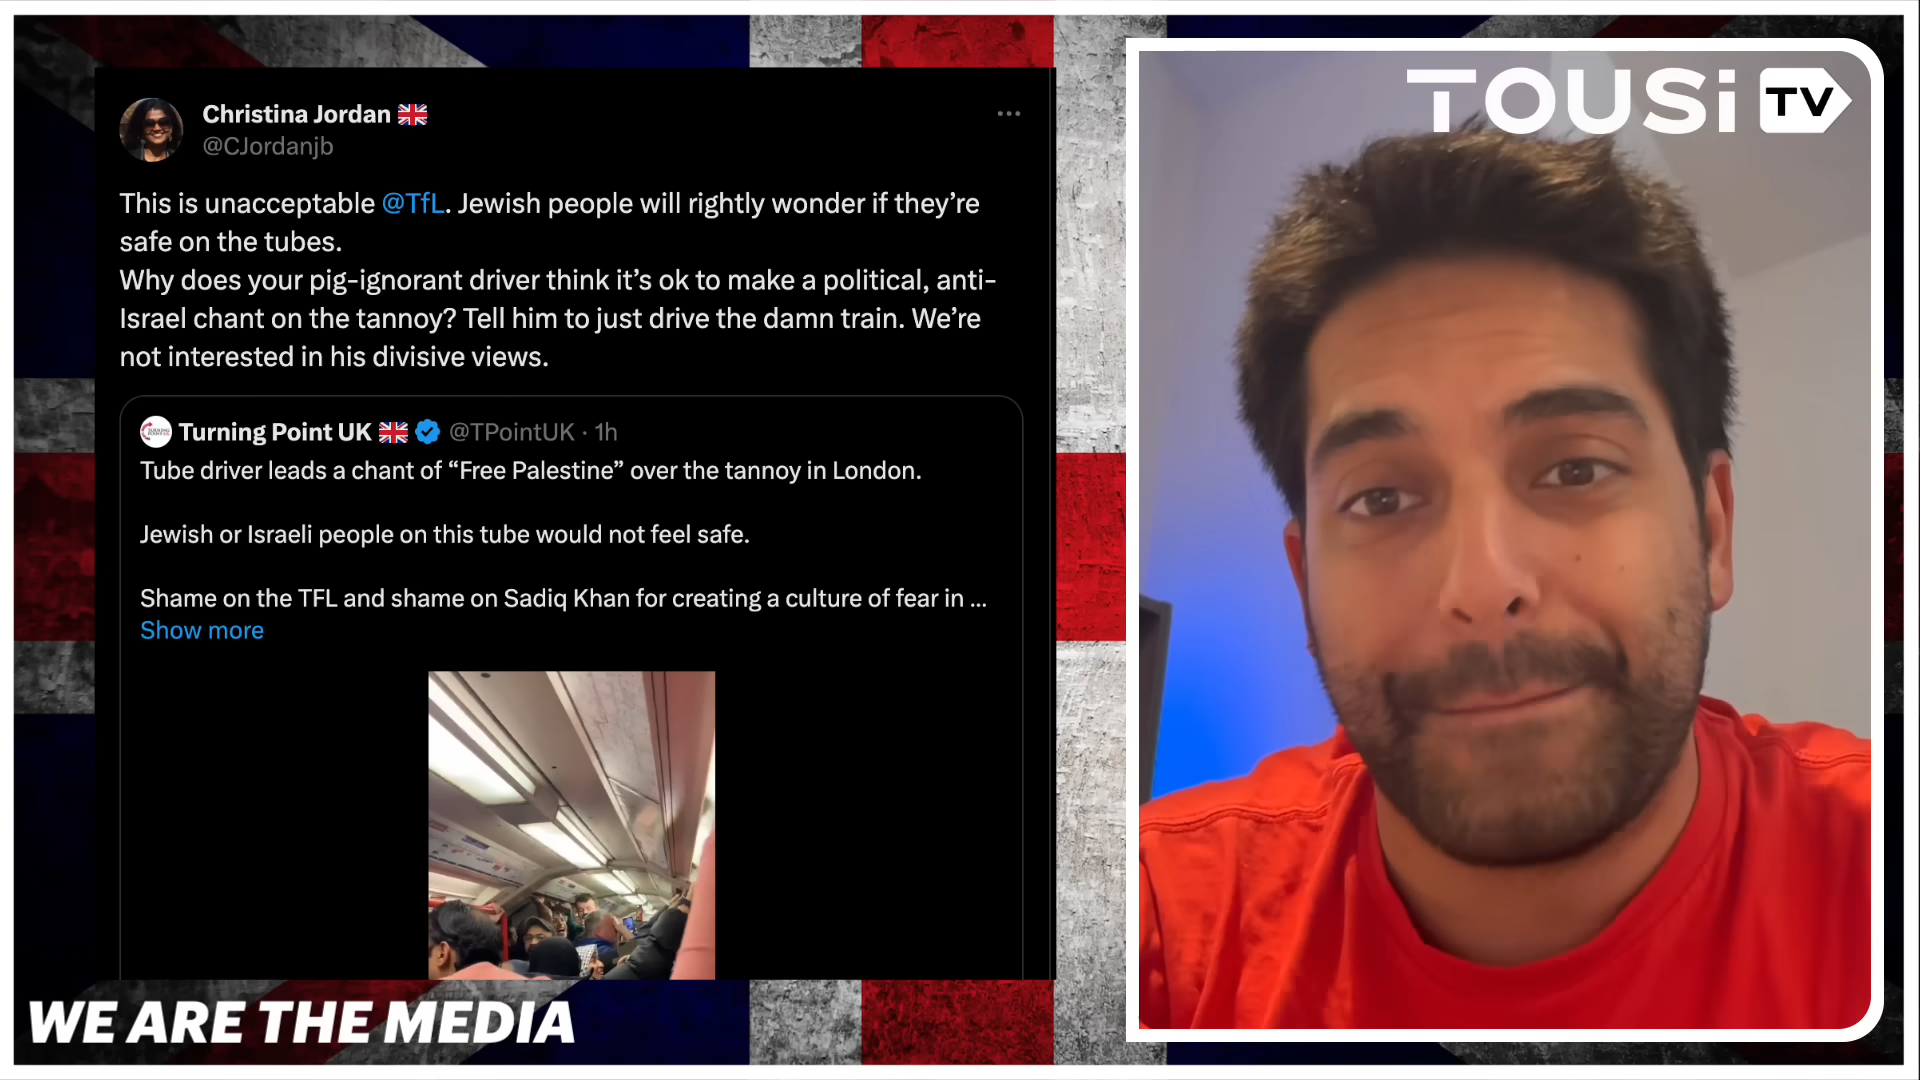 Christina Jordan
@CJordanjb
This is unacceptable @TfL. Jewish people will rightly wonder if they’re
safe on the tubes.
Why does your pig-ignorant driver think it’s ok to make a political, anti-
Israel chant on the tannoy? Tell him to just drive the damn train. We’re
not interested in his divisive views.
Turning Point UK @TPointUK · 1h
Tube driver leads a chant of “Free Palestine” over the tannoy in London.
Jewish or Israeli people on this tube would not feel safe.
Shame on the TFL and shame on Sadiq Khan for creating a culture of fear in ...
Show more
WE ARE THE MEDIA
TOUSi TV